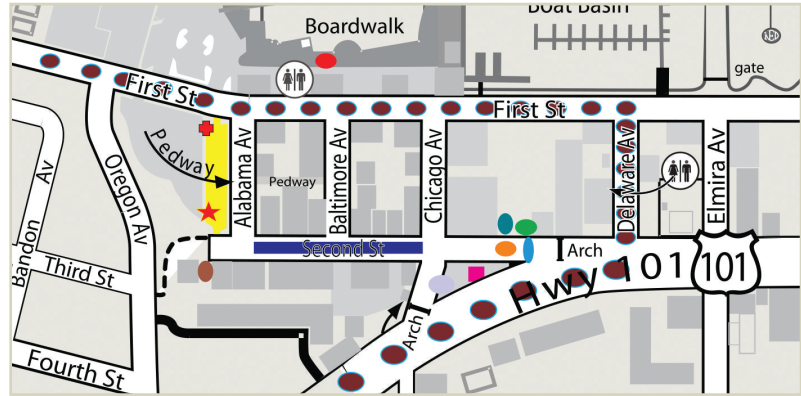 Boardwalk
Boat Basin
gate
First St
First St
Pedway
Oregon Av
Alabama Av
Pedway
Baltimore Av
Chicago Av
Delaware Av
Elmira Av
Bandon Av
Second St
Arch
Third St
Hwy 101
101
Arch
Fourth St